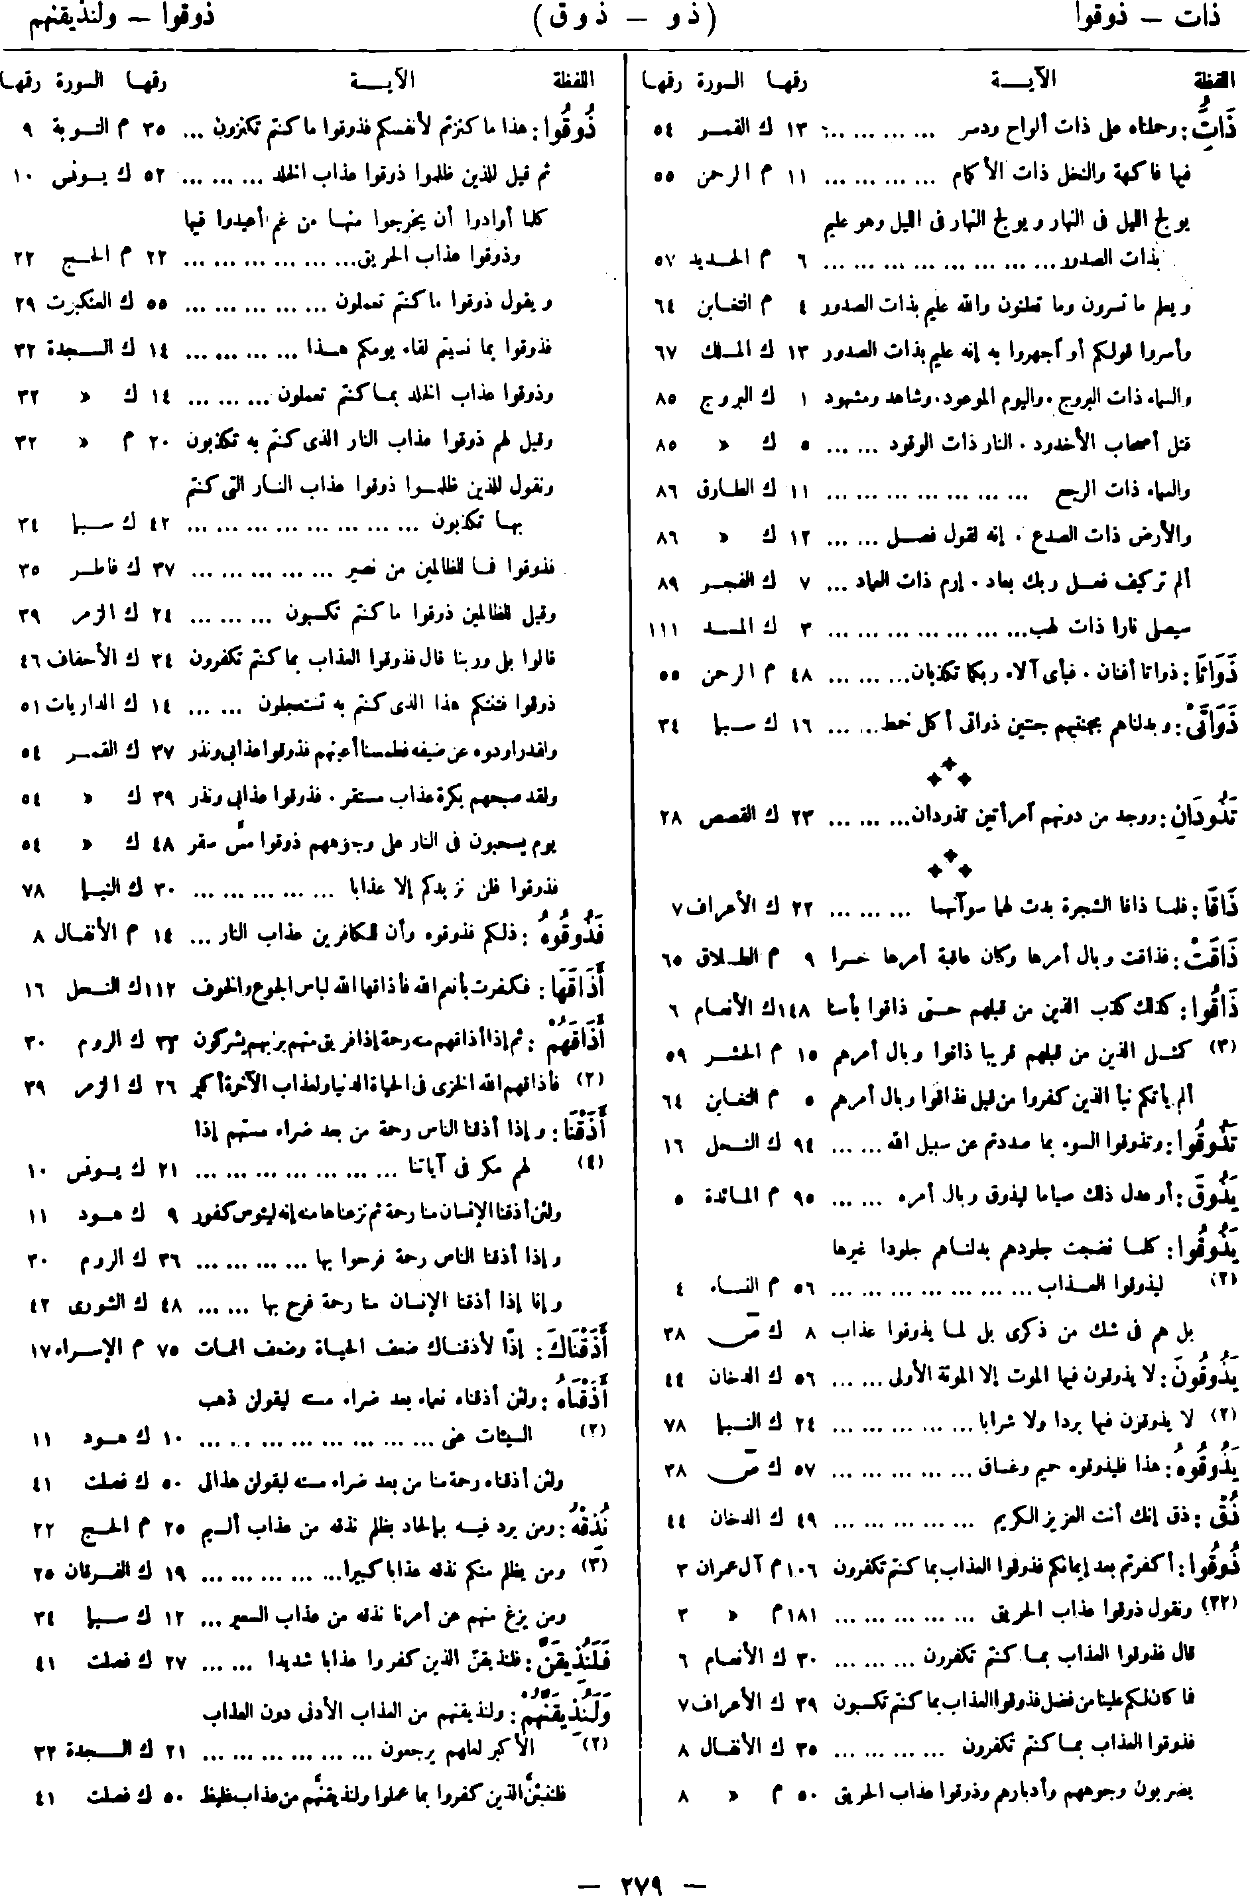 ذات — ذوقوا
(ذو — ذوق)
ذوقوا — ولنذيقنهم
اللفظة الآيــة رقها السورة رقها
ذَاتُِ: وحملناه على ذات ألواح ودسر ... ... ... ... ١٣ ك القمر ٥٤
فيها فاكهة والنخل ذات الأكمام ... ... ... ... ١١ م الرحمن ٥٥
يولج الليل فى النهار ويولج النهار فى الليل وهو عليم
بذات الصدور ... ... ... ... ... ... ... ٦ م الحديد ٥٧
ويعلم ما تسرون وما تعلنون والله عليم بذات الصدور ٤ م التغابن ٦٤
وأسروا قولكم أو آجهروا به إنه عليم بذات الصدور ١٣ ك الملك ٦٧
والسماء ذات البروج . واليوم الموعود . وشاهد ومشهود ١ ك البروج ٨٥
قتل أصحاب الأخدود . النار ذات الوقود ... ... ٥ ك » ٨٥
والسماء ذات الرجع ... ... ... ... ... ... ... ١١ ك الطارق ٨٦
والأرض ذات الصدع . إنه لقول فصل ... ... ١٢ ك » ٨٦
ألم تر كيف فعل ربك بعاد . إرم ذات العماد ... ٧ ك الفجر ٨٩
سيصلى نارا ذات لهب ... ... ... ... ... ... ... ٣ ك المسد ١١١
ذَوَاتَا: ذواتا أفنان . فبأى آلاء ربكما تكذبان ... ... ... ٤٨ م الرحمن ٥٥
ذَوَاتَىْ: وبدلناهم بجنتيهم جنتين ذواتى أكل خمط ... ... ١٦ ك سبإ ٣٤
تَذُودَانِ: ووجد من دونهم آمرأتين تذودان ... ... ... ٢٣ ك القصص ٢٨
ذَاقَا: فلما ذاقا الشجرة بدت لهما سوآتهما ... ... ... ٢٢ ك الأعراف ٧
ذَاقَتْ: فذاقت وبال أمرها وكان عاقبة أمرها خسرا ٩ م الطلاق ٦٥
ذَاقُوا: كذلك كذب الذين من قبلهم حتى ذاقوا بأسنا ١٤٨ ك الأنعام ٦
(٣) كمثل الذين من قبلهم قريبا ذاقوا وبال أمرهم ١٥ م الحشر ٥٩
ألم يأتكم نبأ الذين كفروا من قبل فذاقوا وبال أمرهم ٥ م التغابن ٦٤
تَذُوقُوا: وتذوقوا السوء بما صددتم عن سبيل الله ... ... ٩٤ ك النحل ١٦
يَذُوقَ: أو عدل ذلك صياما ليذوق وبال أمره ... ... ٩٥ م المائدة ٥
يَذُوقُوا: كلما نضجت جلودهم بدلناهم جلودا غيرها
(٢) ليذوقوا العذاب ... ... ... ... ... ... ... ٥٦ م النساء ٤
بل هم فى شك من ذكرى بل لما يذوقوا عذاب ٨ ك صٓ ٣٨
يَذُوقُونَ: لا يذوقون فيها الموت إلا الموتة الأولى ... ... ٥٦ ك الدخان ٤٤
(٢) لا يذوقون فيها بردا ولا شرابا ... ... ... ... ... ٢٤ ك النبإ ٧٨
يَذُوقُوهُ: هذا فليذوقوه حميم وغساق ... ... ... ... ... ٥٧ ك صٓ ٣٨
ذُقْ: ذق إنك أنت العزيز الكريم ... ... ... ... ... ٤٩ ك الدخان ٤٤
ذُوقُوا: أكفرتم بعد إيمانكم فذوقوا العذاب بما كنتم تكفرون ١٠٦ م آل عمران ٣
(٢٢) ونقول ذوقوا عذاب الحريق ... ... ... ... ... ١٨١ م » ٣
قال فذوقوا العذاب بما كنتم تكفرون ... ... ... ٣٠ ك الأنعام ٦
فما كان لكم علينا من فضل فذوقوا العذاب بما كنتم تكسبون ٣٩ ك الأعراف ٧
فذوقوا العذاب بما كنتم تكفرون ... ... ... ... ٣٥ ك الأنفال ٨
يضربون وجوههم وأدبارهم وذوقوا عذاب الحريق ٥٠ م » ٨
اللفظة الآيــة رقها السورة رقها
ذُوقُوا: هذا ما كنزتم لأنفسكم فذوقوا ما كنتم تكنزون ... ٣٥ م التوبة ٩
ثم قيل للذين ظلموا ذوقوا عذاب الخلد ... ... ... ٥٢ ك يونس ١٠
كلما أرادوا أن يخرجوا منها من غم أعيدوا فيها
وذوقوا عذاب الحريق ... ... ... ... ... ... ... ٢٢ م الحج ٢٢
ويقول ذوقوا ما كنتم تعملون ... ... ... ... ... ٥٥ ك العنكبوت ٢٩
فذوقوا بما نسيتم لقاء يومكم هذا ... ... ... ... ١٤ ك السجدة ٣٢
وذوقوا عذاب الخلد بما كنتم تعملون ... ... ... ١٤ ك » ٣٢
وقيل لهم ذوقوا عذاب النار الذى كنتم به تكذبون ٢٠ م » ٣٢
ونقول للذين ظلموا ذوقوا عذاب النار التى كنتم
بها تكذبون ... ... ... ... ... ... ... ... ٤٢ ك سبإ ٣٤
فذوقوا فما للظالمين من نصير ... ... ... ... ... ٣٧ ك فاطر ٣٥
وقيل للظالمين ذوقوا ما كنتم تكسبون ... ... ... ٢٤ ك الزمر ٣٩
قالوا بلى وربنا قال فذوقوا العذاب بما كنتم تكفرون ٣٤ ك الأحقاف ٤٦
ذوقوا فتنتكم هذا الذى كنتم به تستعجلون ... ... ١٤ ك الذاريات ٥١
ولقد راودوه عن ضيفه فطمسنا أعينهم فذوقوا عذابى ونذر ٣٧ ك القمر ٥٤
ولقد صبحهم بكرة عذاب مستقر . فذوقوا عذابى ونذر ٣٩ ك » ٥٤
يوم يسحبون فى النار على وجوههم ذوقوا مسّ سقر ٤٨ ك » ٥٤
فذوقوا فلن نزيدكم إلا عذابا ... ... ... ... ... ٣٠ ك النبإ ٧٨
فَذُوقُوهُ: ذلكم فذوقوه وأن للكافرين عذاب النار ... ١٤ م الأنفال ٨
أَذَاقَهَا: فكفرت بأنعم الله فأذاقها الله لباس الجوع والخوف ١١٢ ك النحل ١٦
أَذَاقَهُمْ: ثم إذا أذاقهم منه رحمة إذا فريق منهم بربهم يشركون ٣٣ ك الروم ٣٠
(٢) فأذاقهم الله الخزى فى الحياة الدنيا ولعذاب الآخرة أكبر ٢٦ ك الزمر ٣٩
أَذَقْنَا: وإذا أذقنا الناس رحمة من بعد ضراء مستهم إذا
(٤) لهم مكر فى آياتنا ... ... ... ... ... ... ... ... ٢١ ك يونس ١٠
ولئن أذقنا الإنسان منا رحمة ثم نزعناها منه إنه ليئوس كفور ٩ ك هود ١١
وإذا أذقنا الناس رحمة فرحوا بها ... ... ... ... ٣٦ ك الروم ٣٠
وإنا إذا أذقنا الإنسان منا رحمة فرح بها ... ... ٤٨ ك الشورى ٤٢
أَذَقْنَاكَ: إذًا لأذقناك ضعف الحياة وضعف الممات ٧٥ م الإسراء ١٧
أَذَقْنَاهُ: ولئن أذقناه نعماء بعد ضراء مسته ليقولن ذهب
(٢) السيئات عنى ... ... ... ... ... ... ... ... ١٠ ك هود ١١
ولئن أذقناه رحمة منا من بعد ضراء مسته ليقولن هذا لى ٥٠ ك فصلت ٤١
نُذِقْهُ: ومن يرد فيه بإلحاد بظلم نذقه من عذاب أليم ٢٥ م الحج ٢٢
(٣) ومن يظلم منكم نذقه عذابا كبيرا ... ... ... ... ... ١٩ ك الفرقان ٢٥
ومن يزغ منهم عن أمرنا نذقه من عذاب السعير ... ١٢ ك سبإ ٣٤
فَلَنُذِيقَنَّ: فلنذيقنّ الذين كفروا عذابا شديدا ... ... ٢٧ ك فصلت ٤١
وَلَنُذِيقَنَّهُمْ: ولنذيقنهم من العذاب الأدنى دون العذاب
(٢) الأكبر لعلهم يرجعون ... ... ... ... ... ... ... ٢١ ك السجدة ٣٢
فلننبئنّ الذين كفروا بما عملوا ولنذيقنّهم من عذاب غليظ ٥٠ ك فصلت ٤١
— ٢٧٩ —